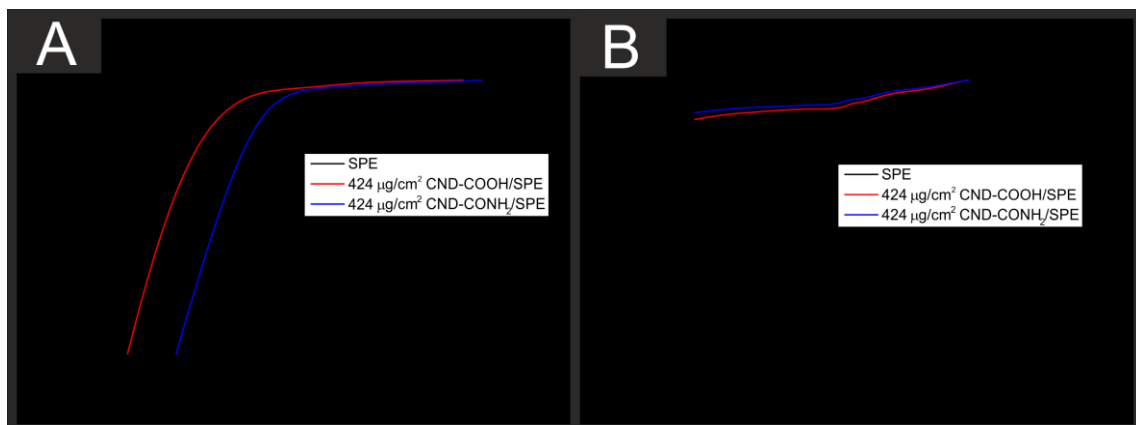 A
B
SPE
424 μg/cm² CND-COOH/SPE
424 μg/cm² CND-CONH₂/SPE
SPE
424 μg/cm² CND-COOH/SPE
424 μg/cm² CND-CONH₂/SPE